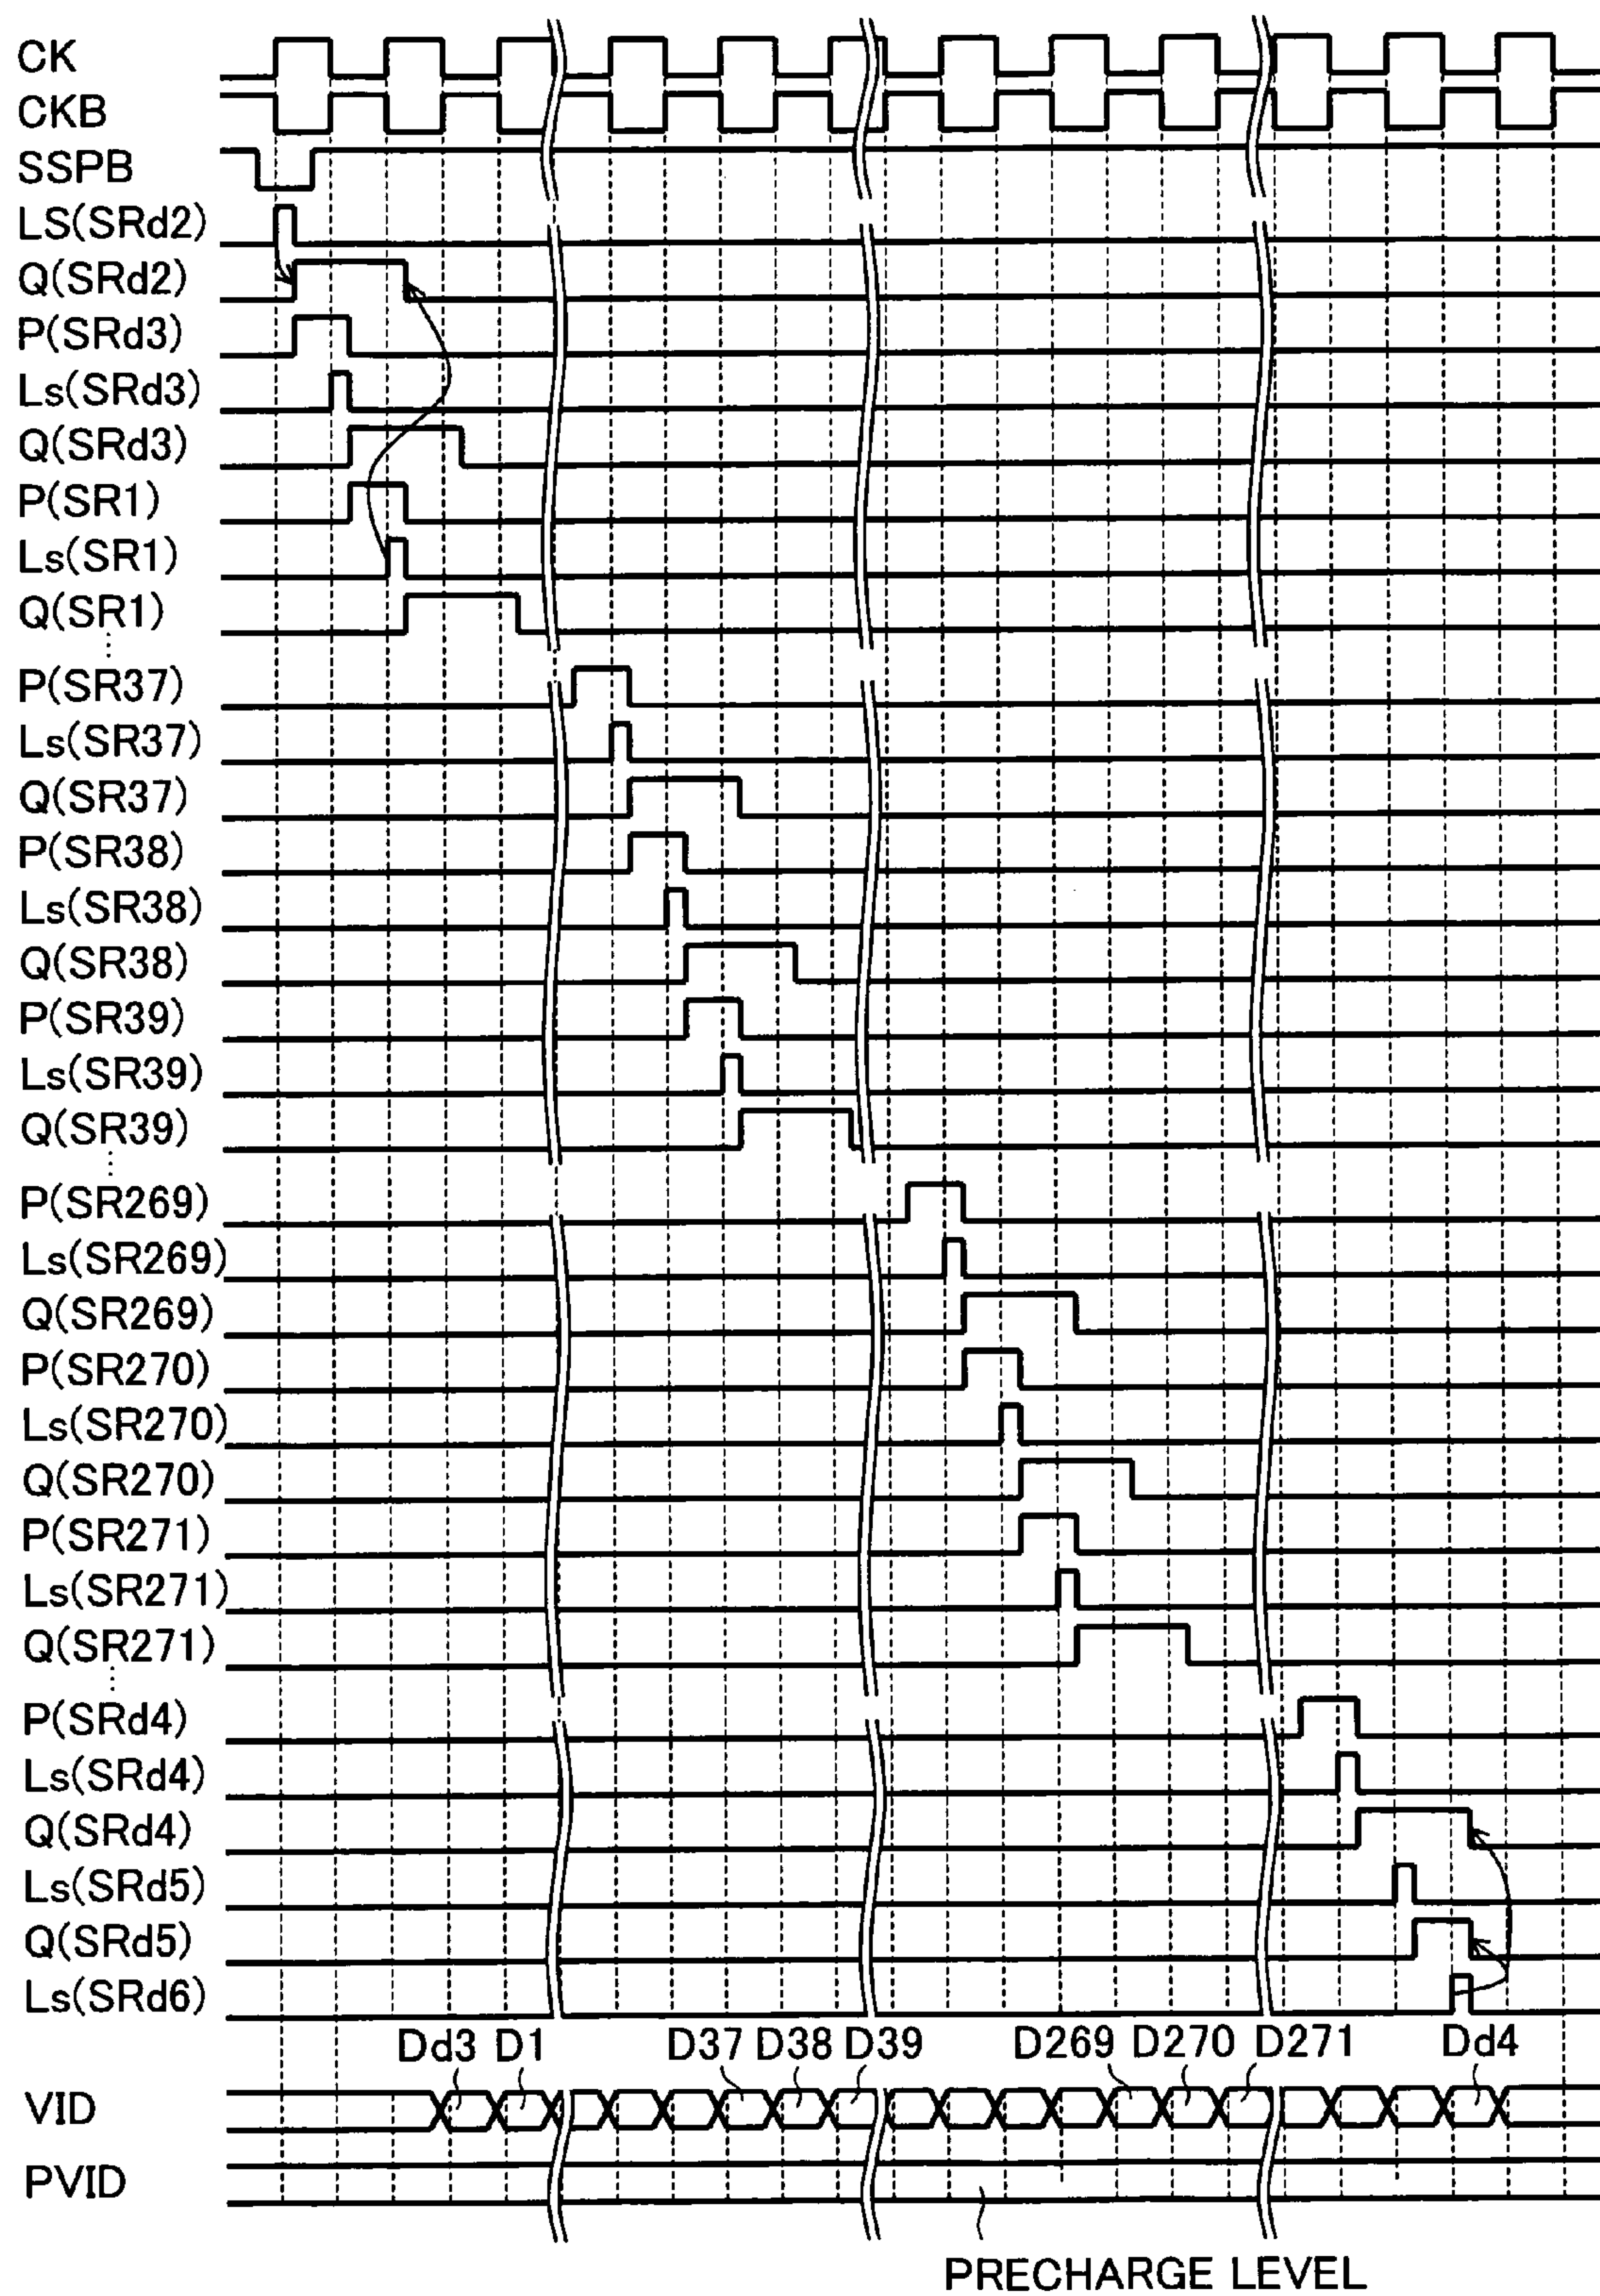 CK
CKB
SSPB
LS(SRd2)
Q(SRd2)
P(SRd3)
Ls(SRd3)
Q(SRd3)
P(SR1)
Ls(SR1)
Q(SR1)
P(SR37)
Ls(SR37)
Q(SR37)
P(SR38)
Ls(SR38)
Q(SR38)
P(SR39)
Ls(SR39)
Q(SR39)
P(SR269)
Ls(SR269)
Q(SR269)
P(SR270)
Ls(SR270)
Q(SR270)
P(SR271)
Ls(SR271)
Q(SR271)
P(SRd4)
Ls(SRd4)
Q(SRd4)
Ls(SRd5)
Q(SRd5)
Ls(SRd6)
Dd3 D1 D37 D38 D39 D269 D270 D271 Dd4
VID
PVID
PRECHARGE LEVEL